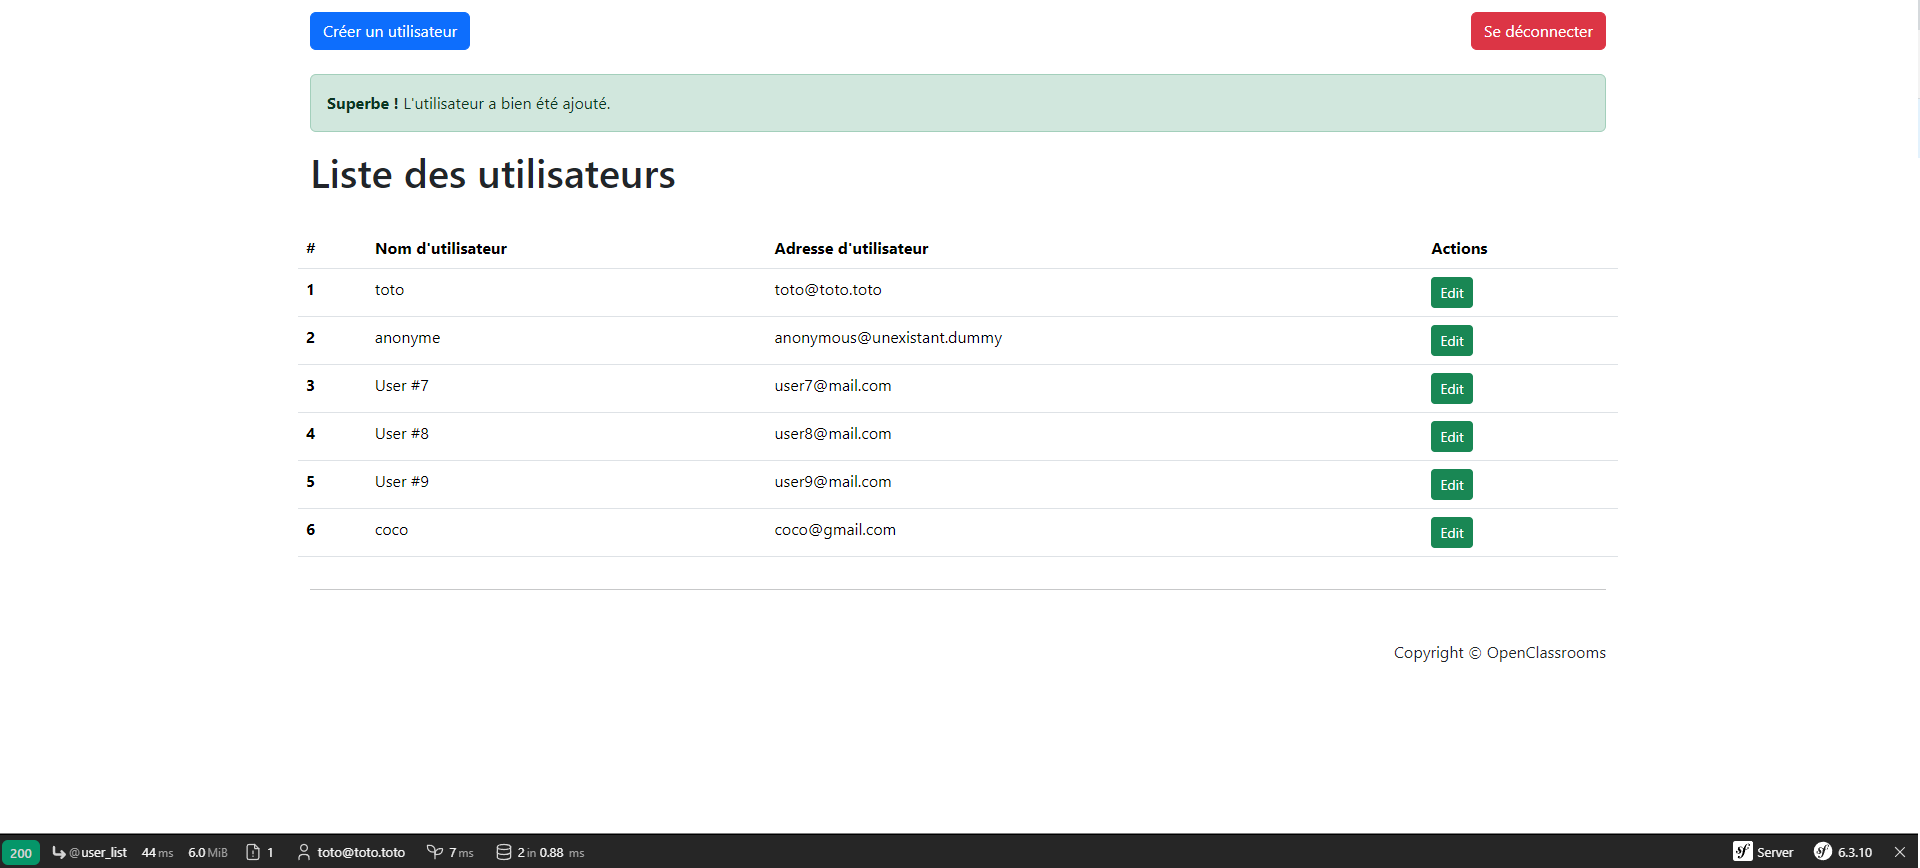 Créer un utilisateur Se déconnecter
Superbe ! L'utilisateur a bien été ajouté.
Liste des utilisateurs
# Nom d'utilisateur Adresse d'utilisateur Actions
1 toto toto@toto.toto Edit
2 anonyme anonymous@unexistant.dummy Edit
3 User #7 user7@mail.com Edit
4 User #8 user8@mail.com Edit
5 User #9 user9@mail.com Edit
6 coco coco@gmail.com Edit
Copyright © OpenClassrooms
200 @user_list 44 ms 6.0 MiB 1 toto@toto.toto 7 ms 2 in 0.88 ms sf Server sf 6.3.10